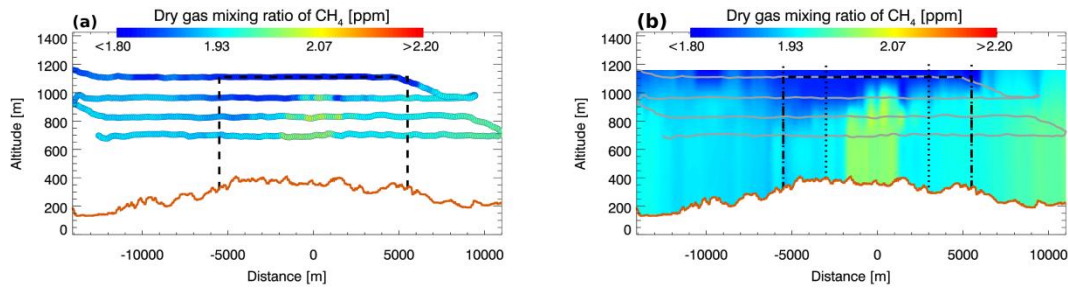 (a) Dry gas mixing ratio of CH₄ [ppm]
<1.80 1.93 2.07 >2.20
1400
1200
1000
800
600
400
200
0
Altitude [m]
-10000 -5000 0 5000 10000
Distance [m]
(b) Dry gas mixing ratio of CH₄ [ppm]
<1.80 1.93 2.07 >2.20
1400
1200
1000
800
600
400
200
0
Altitude [m]
-10000 -5000 0 5000 10000
Distance [m]